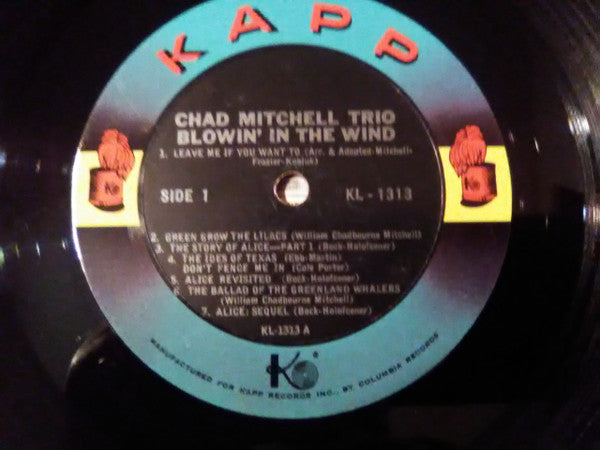 KAPP
CHAD MITCHELL TRIO
BLOWIN' IN THE WIND
1. LEAVE ME IF YOU WANT TO (Arr. & Adapted-Mitchell-
Frazier-Kobluk)
SIDE 1
KL-1313
2. GREEN GROW THE LILACS (William Chadbourne Mitchell)
3. THE STORY OF ALICE—PART 1 (Bock-Holofcener)
4. THE IDES OF TEXAS (Ebb-Martin)
DON'T FENCE ME IN (Cole Porter)
5. ALICE REVISITED (Bock-Holofcener)
6. THE BALLAD OF THE GREENLAND WHALERS
(William Chadbourne Mitchell)
7. ALICE: SEQUEL (Bock-Holofcener)
KL-1313 A
K
®
MANUFACTURED FOR KAPP RECORDS INC., BY COLUMBIA RECORDS